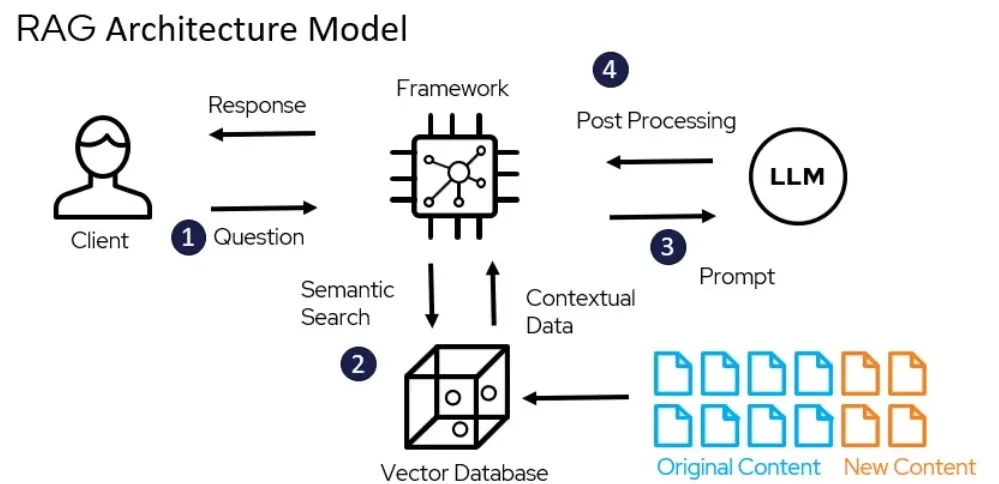 RAG Architecture Model
Response
Framework
4
Post Processing
LLM
Client
1
Question
3
Prompt
Semantic
Search
Contextual
Data
2
Vector Database
Original Content
New Content